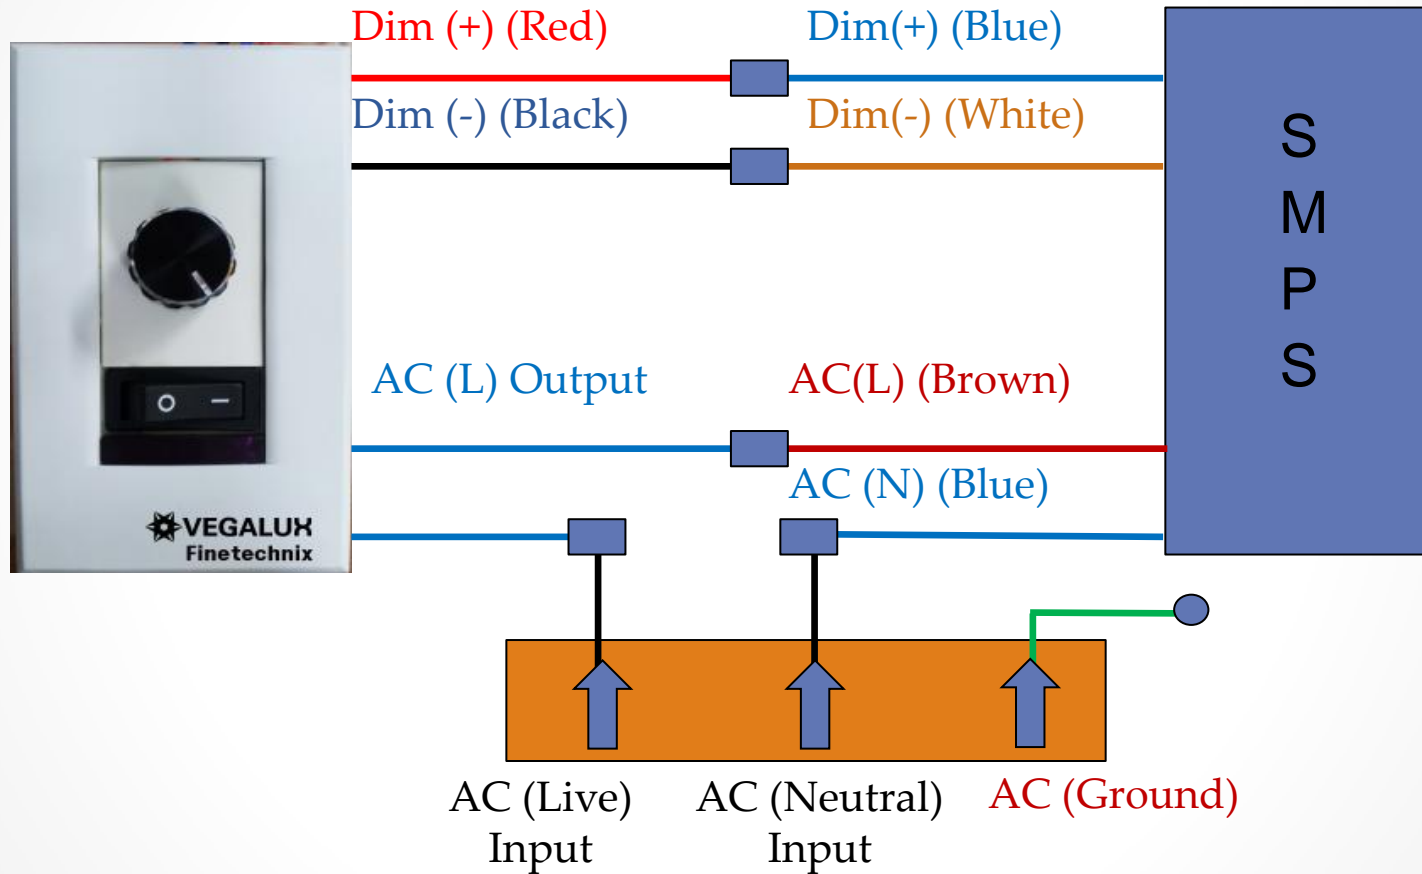 Dim (+) (Red)
Dim(+) (Blue)
Dim (-) (Black)
Dim(-) (White)
S
M
P
S
AC (L) Output
AC(L) (Brown)
AC (N) (Blue)
O —
VEGALUX
Finetechnix
AC (Live)
Input
AC (Neutral)
Input
AC (Ground)